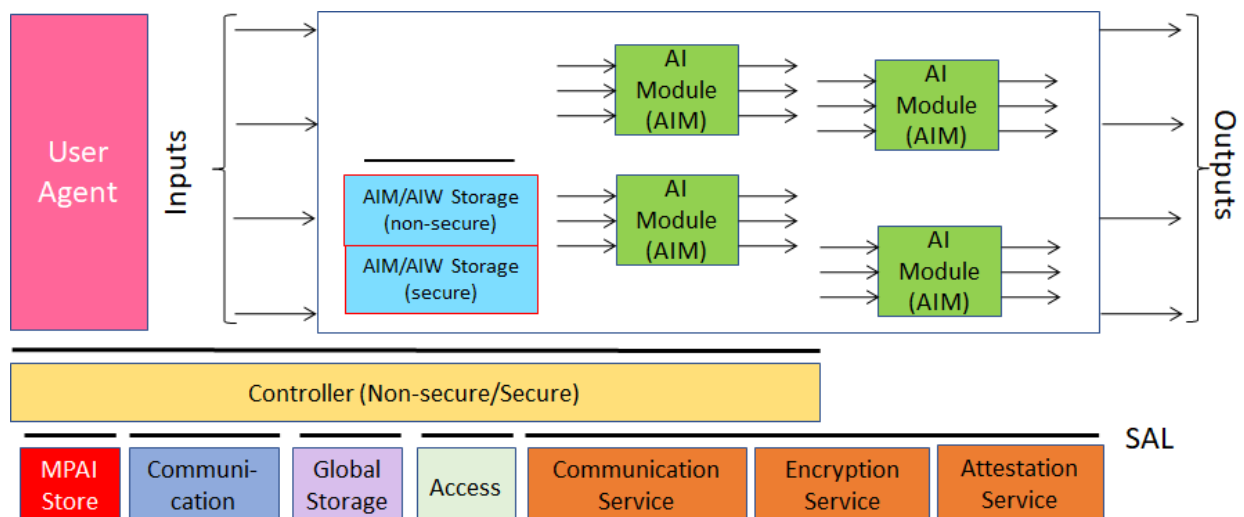 User
Agent
Inputs
AIM/AIW Storage
(non-secure)
AIM/AIW Storage
(secure)
AI
Module
(AIM)
AI
Module
(AIM)
AI
Module
(AIM)
AI
Module
(AIM)
Outputs
Controller (Non-secure/Secure)
SAL
MPAI
Store
Communi-
cation
Global
Storage
Access
Communication
Service
Encryption
Service
Attestation
Service